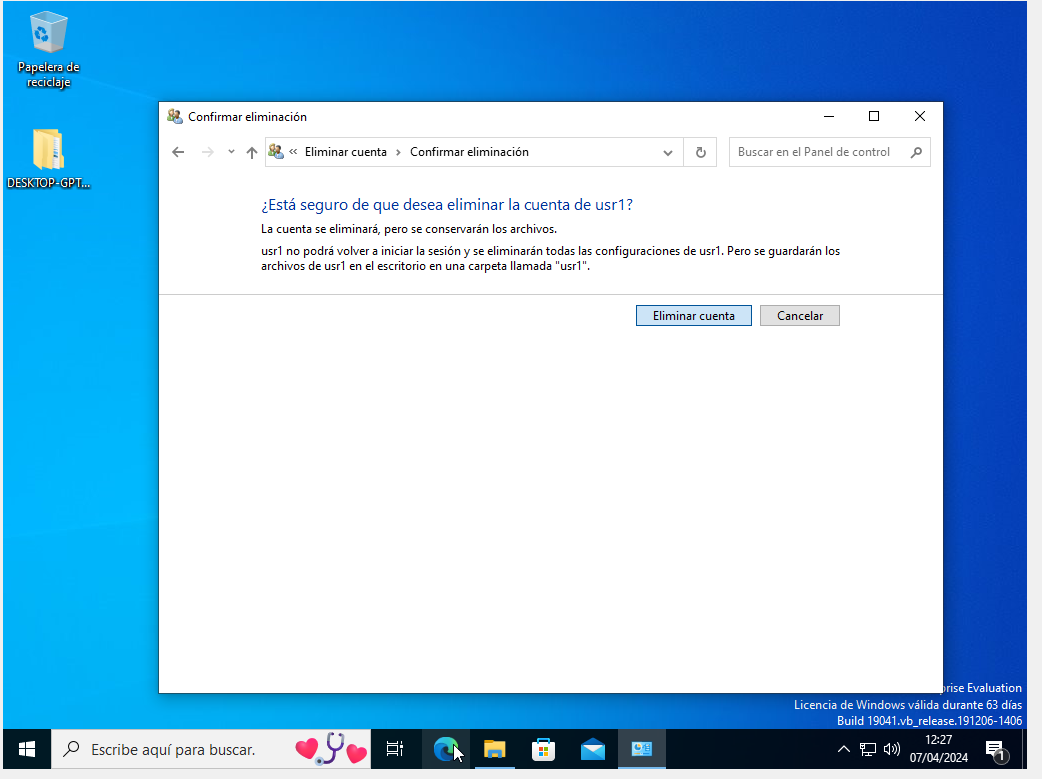 Papelera de
reciclaje
DESKTOP-GPT...
Confirmar eliminación
« Eliminar cuenta › Confirmar eliminación
Buscar en el Panel de control
¿Está seguro de que desea eliminar la cuenta de usr1?
La cuenta se eliminará, pero se conservarán los archivos.
usr1 no podrá volver a iniciar la sesión y se eliminarán todas las configuraciones de usr1. Pero se guardarán los
archivos de usr1 en el escritorio en una carpeta llamada "usr1".
Eliminar cuenta
Cancelar
Evaluation
Licencia de Windows válida durante 63 días
Build 19041.vb_release.191206-1406
Escribe aquí para buscar.
12:27
07/04/2024
1